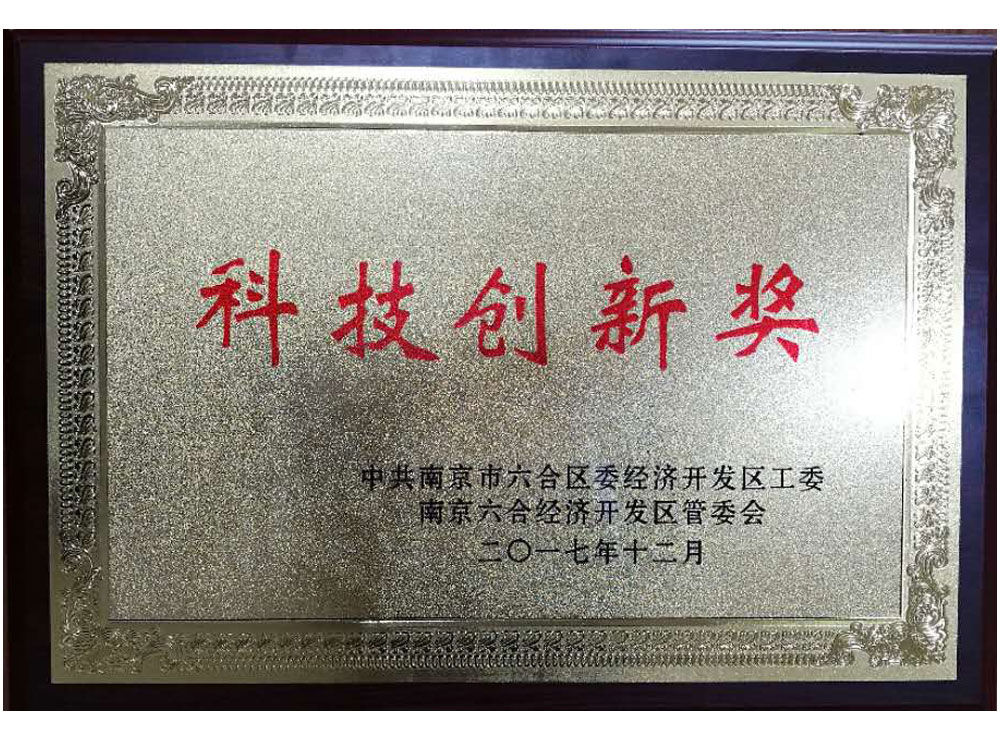 科技创新奖
中共南京市六合区委经济开发区工委
南京六合经济开发区管委会
二〇一七年十二月